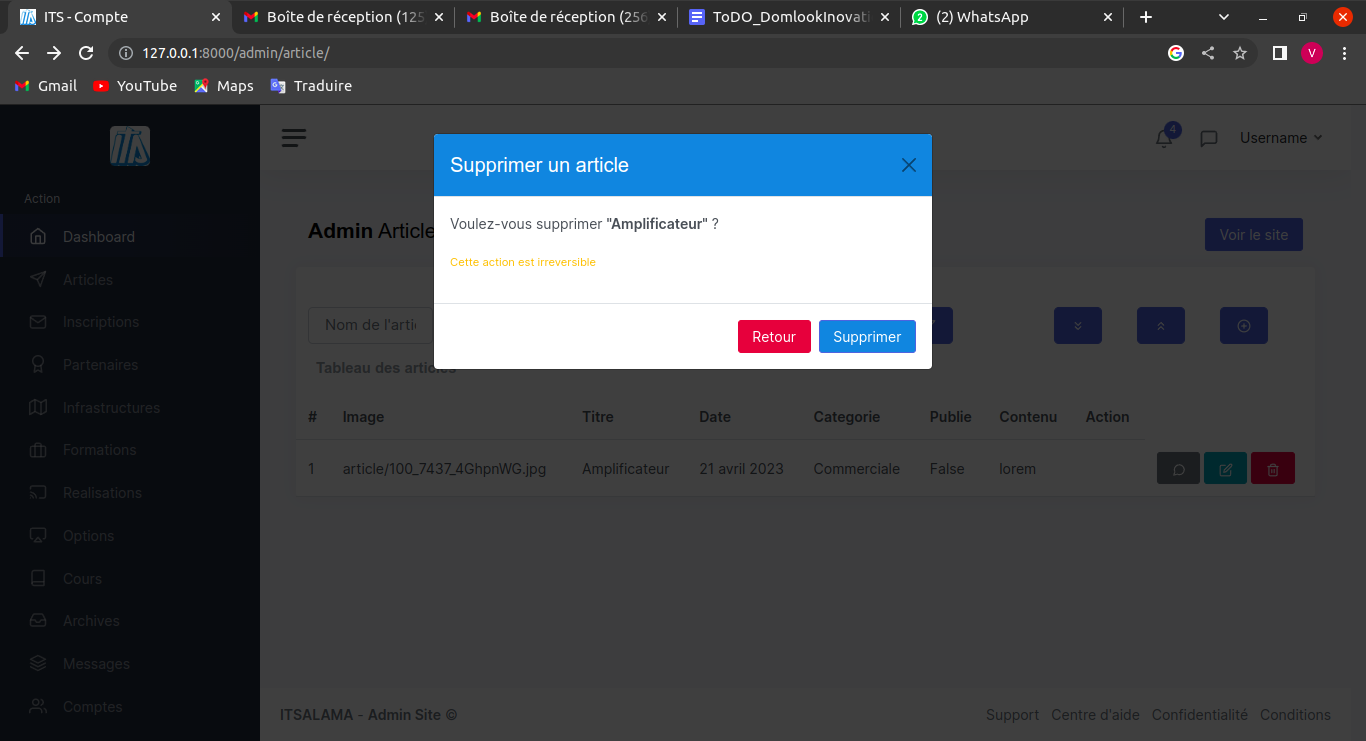 ITS - Compte
Boîte de réception (125
Boîte de réception (256
ToDO_DomlookInovati
(2) WhatsApp
127.0.0.1:8000/admin/article/
V
Gmail
YouTube
Maps
Traduire
ITS
4
Username
Action
Dashboard
Articles
Inscriptions
Partenaires
Infrastructures
Formations
Realisations
Options
Cours
Archives
Messages
Comptes
Admin Article
Voir le site
Supprimer un article
Voulez-vous supprimer "Amplificateur" ?
Cette action est irreversible
Retour
Supprimer
Nom de l'arti
Tableau des articles
# Image Titre Date Categorie Publie Contenu Action
1 article/100_7437_4GhpnWG.jpg Amplificateur 21 avril 2023 Commerciale False lorem
ITSALAMA - Admin Site ©
Support Centre d'aide Confidentialité Conditions